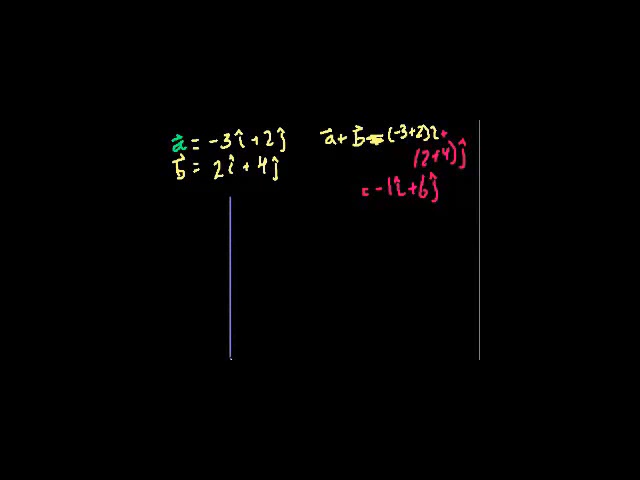 a⃗ = -3î + 2ĵ
b⃗ = 2î + 4ĵ
a⃗ + b⃗ = (-3+2)î +
(2+4)ĵ
= -1î + 6ĵ